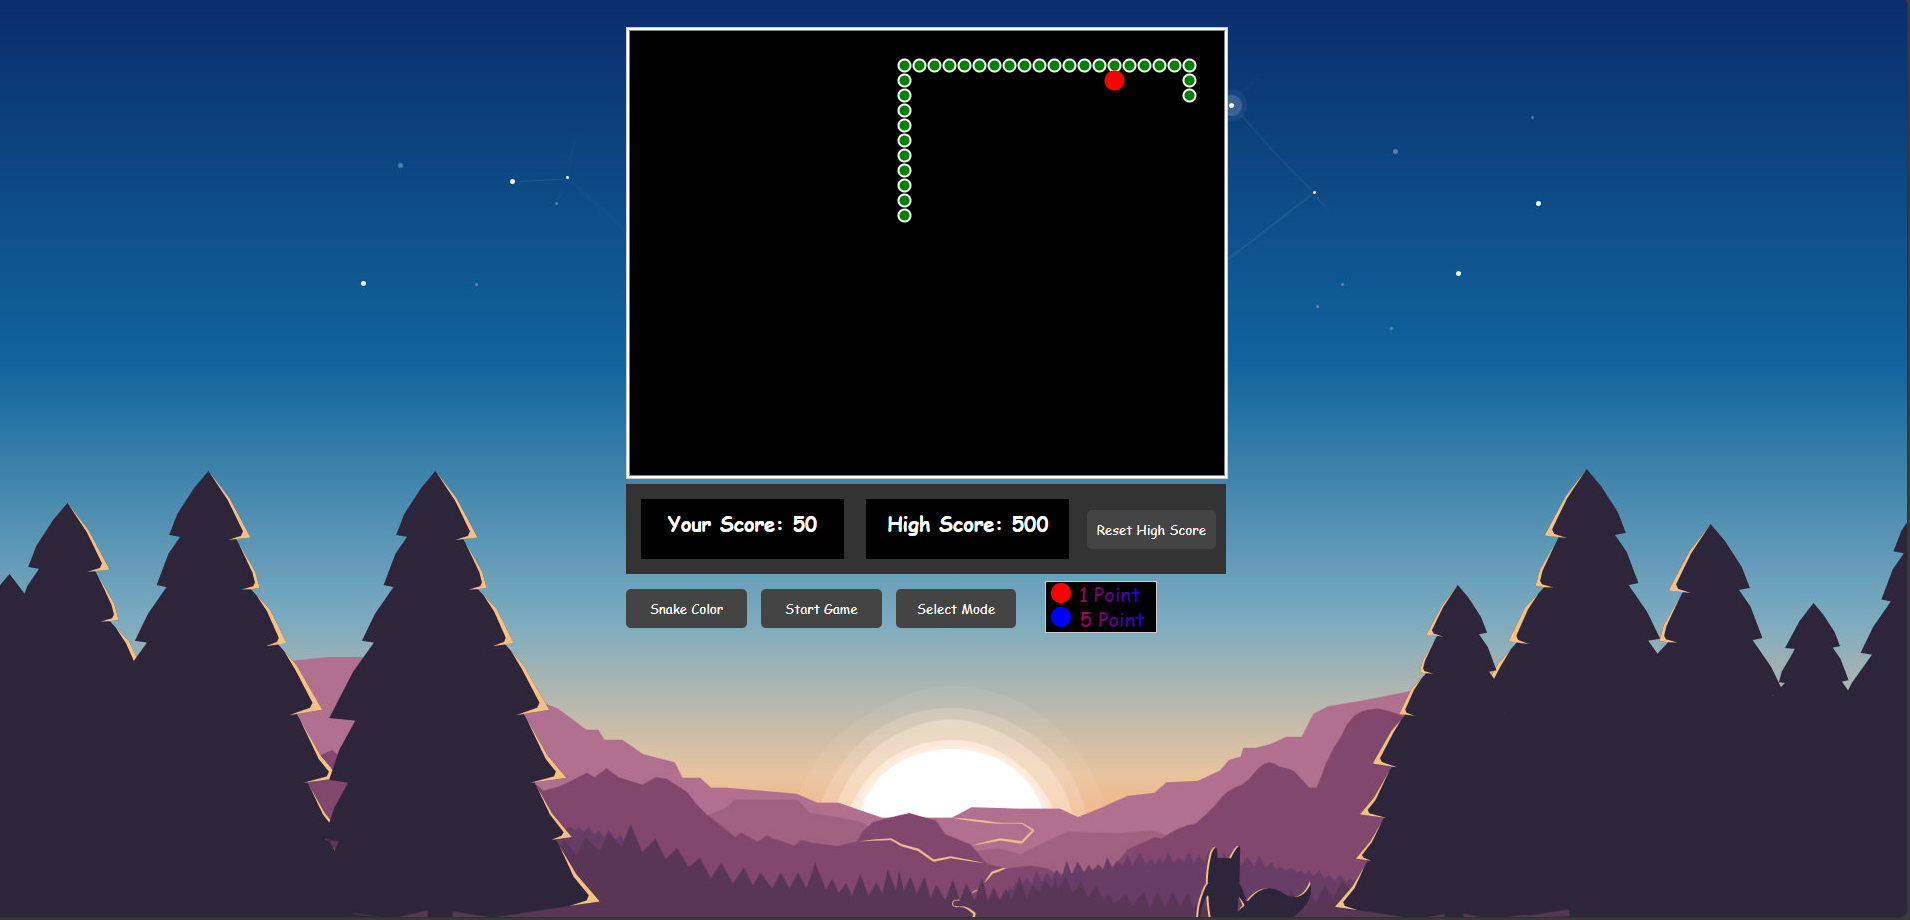 Your Score: 50
High Score: 500
Reset High Score
Snake Color
Start Game
Select Mode
1 Point
5 Point